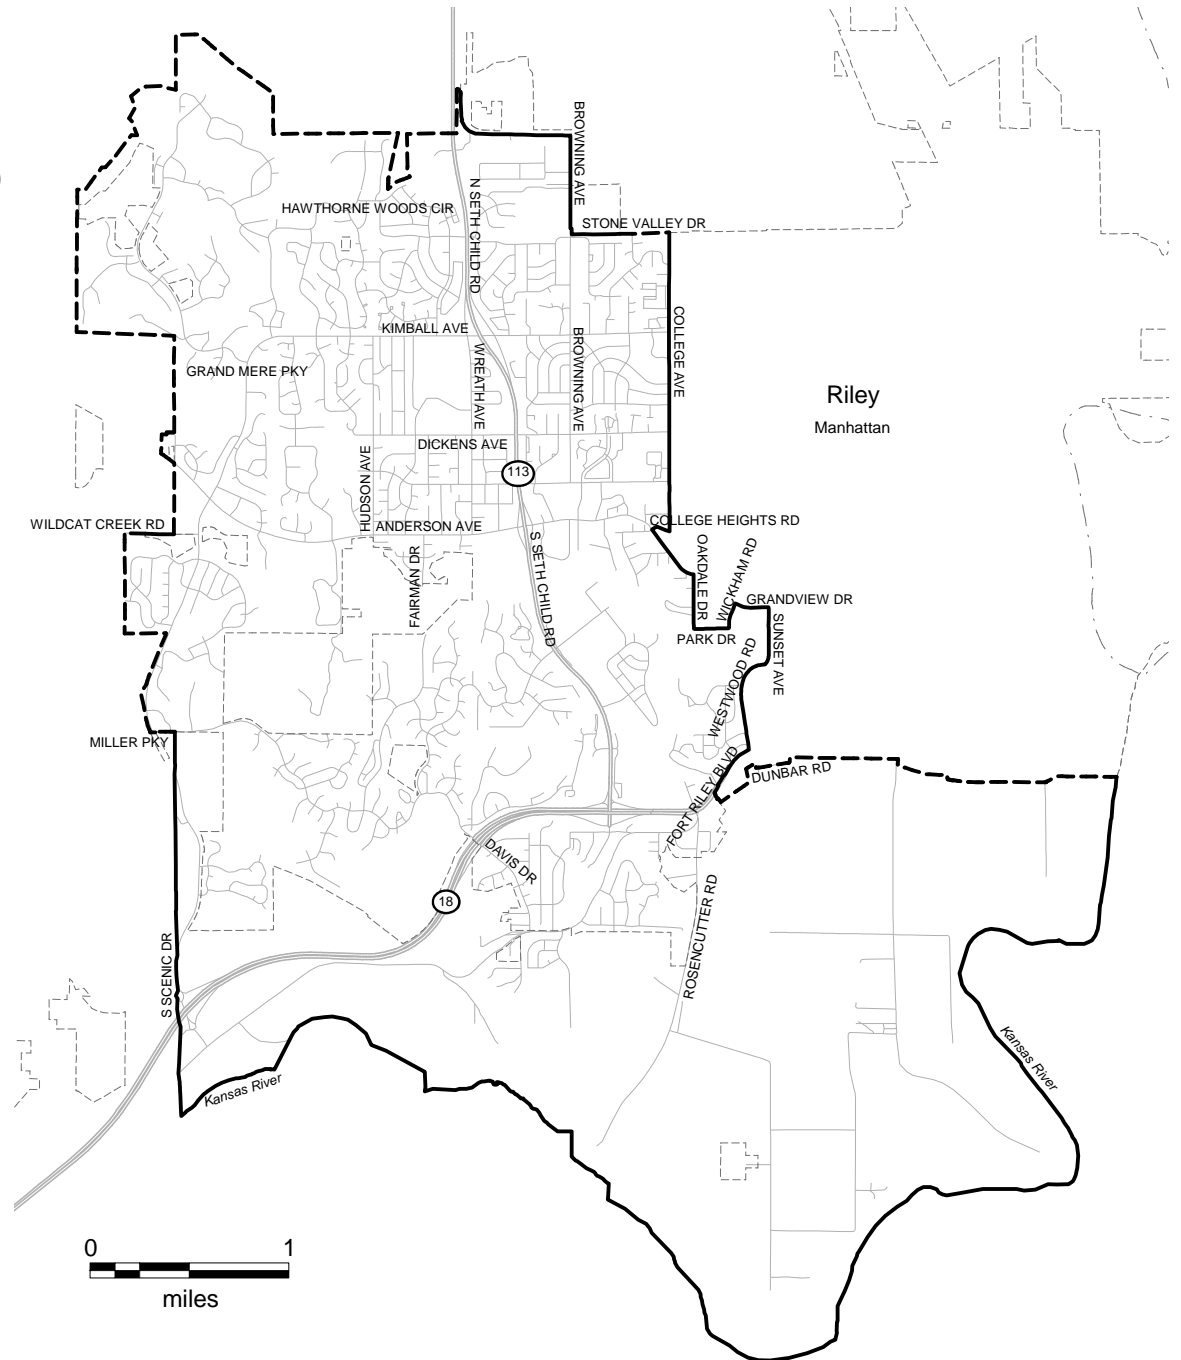 BROWNING AVE
HAWTHORNE WOODS CIR
N SETH CHILD RD
STONE VALLEY DR
KIMBALL AVE
COLLEGE AVE
BROWNING AVE
WREATH AVE
GRAND MERE PKY
Riley
Manhattan
DICKENS AVE
113
HUDSON AVE
WILDCAT CREEK RD
ANDERSON AVE
COLLEGE HEIGHTS RD
S SETH CHILD RD
FAIRMAN DR
OAKDALE DR
WICKHAM RD
GRANDVIEW DR
PARK DR
SUNSET AVE
WESTWOOD RD
MILLER PKY
FORT RILEY BLVD
DUNBAR RD
DAVIS DR
18
ROSENCUTTER RD
S SCENIC DR
Kansas River
Kansas River
0 1
miles